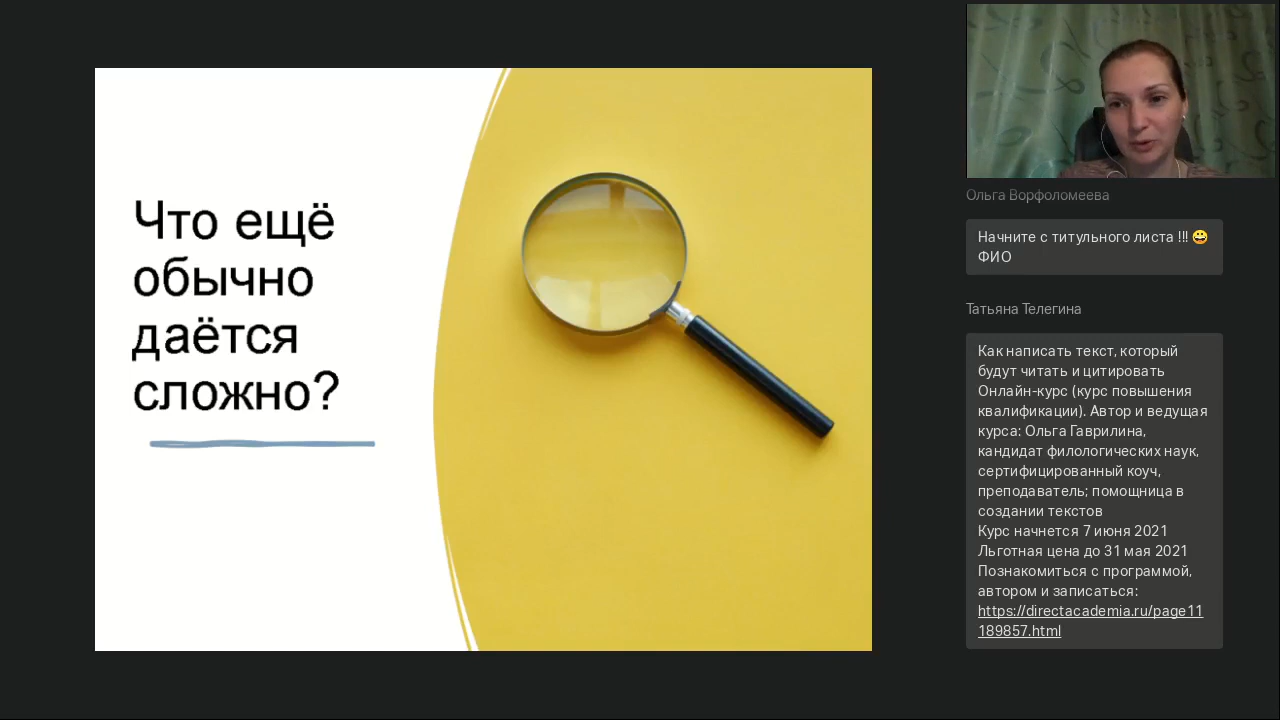 Что ещё
обычно
даётся
сложно?
Ольга Ворфоломеева
Начните с титульного листа !!! 😀
ФИО
Татьяна Телегина
Как написать текст, который
будут читать и цитировать
Онлайн-курс (курс повышения
квалификации). Автор и ведущая
курса: Ольга Гаврилина,
кандидат филологических наук,
сертифицированный коуч,
преподаватель; помощница в
создании текстов
Курс начнется 7 июня 2021
Льготная цена до 31 мая 2021
Познакомиться с программой,
автором и записаться:
https://directacademia.ru/page11
189857.html